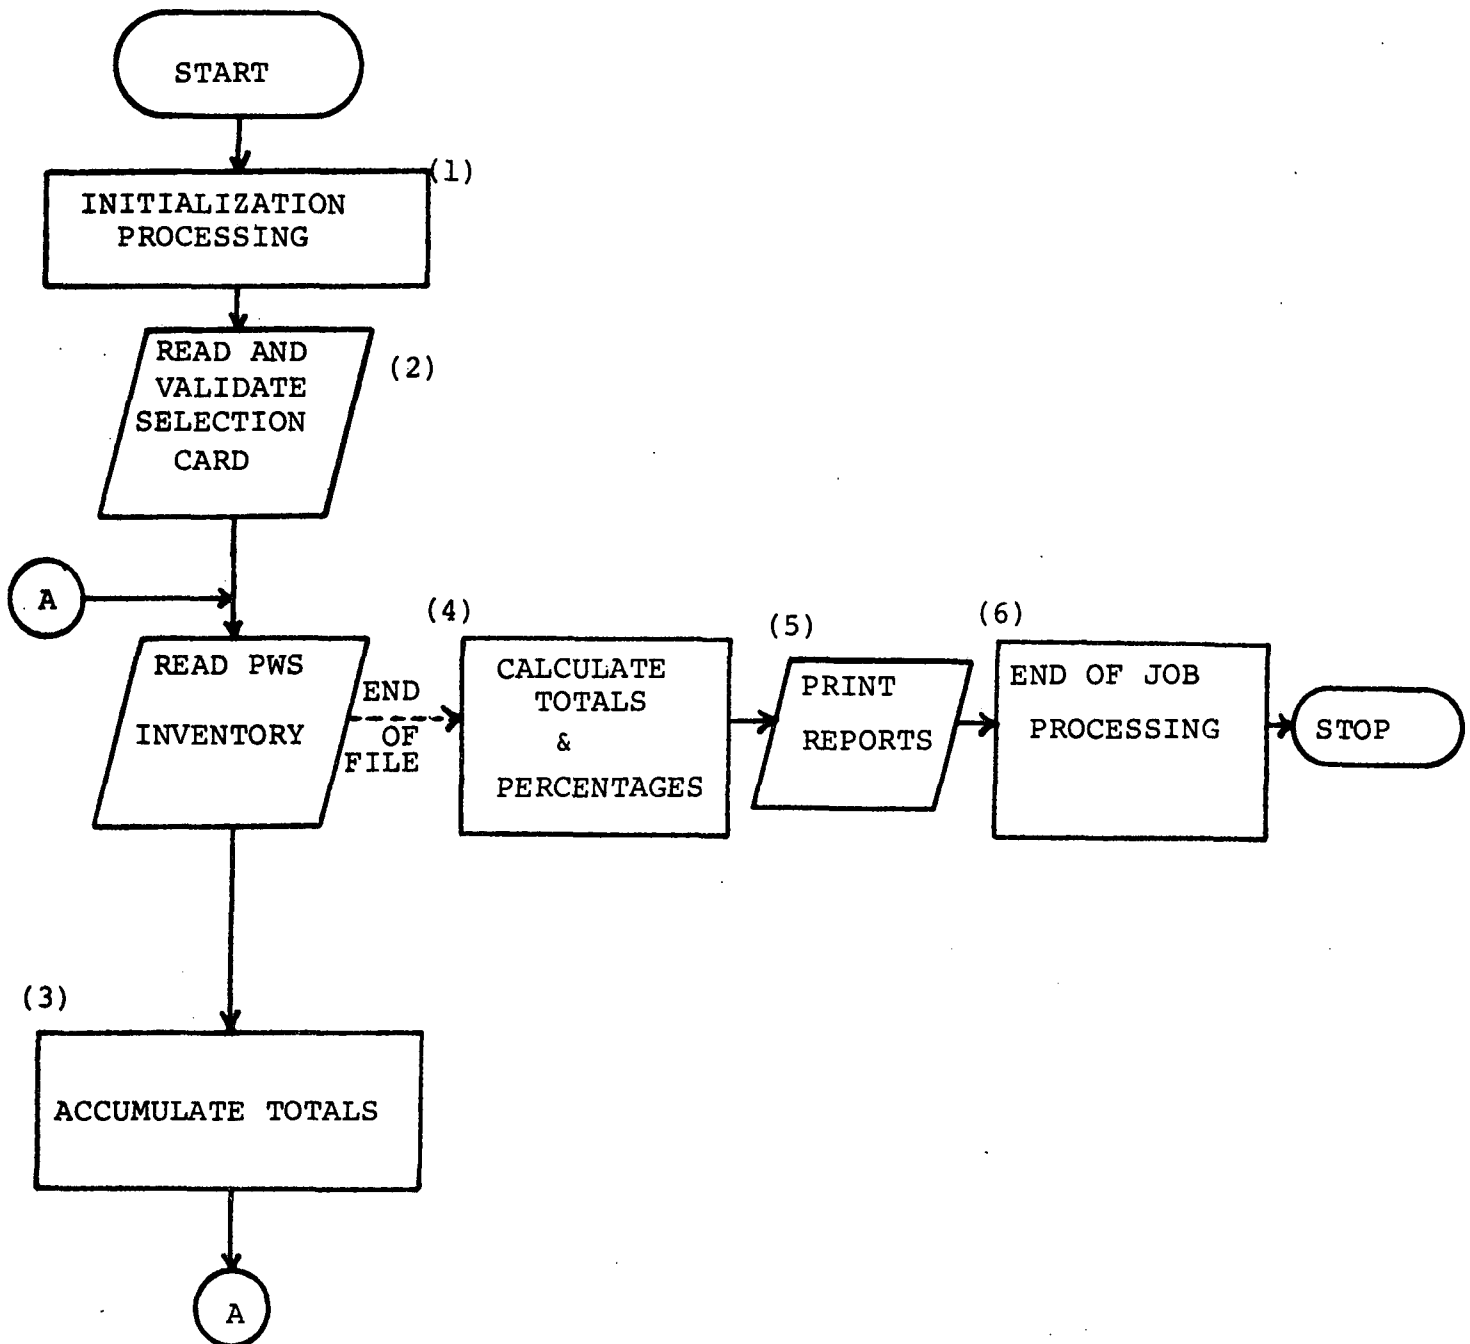 START
(1)
INITIALIZATION
PROCESSING
READ AND
VALIDATE
SELECTION
CARD
(2)
A
READ PWS
INVENTORY
END
OF
FILE
(4)
CALCULATE
TOTALS
&
PERCENTAGES
(5)
PRINT
REPORTS
(6)
END OF JOB
PROCESSING
STOP
(3)
ACCUMULATE TOTALS
A